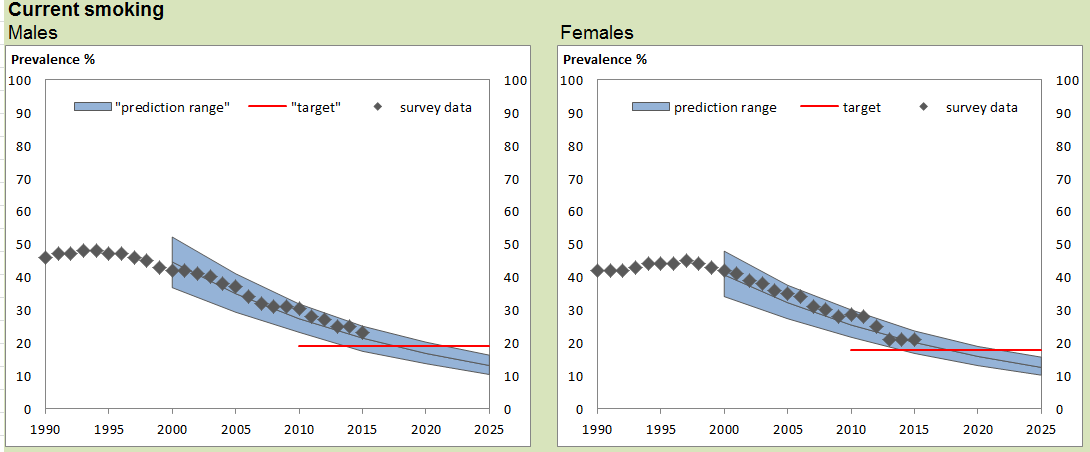 Current smoking
Males
Females
Prevalence %
100 100
"prediction range" "target" survey data
90 90
80 80
70 70
60 60
50 50
40 40
30 30
20 20
10 10
0 0
1990 1995 2000 2005 2010 2015 2020 2025
Prevalence %
100 100
prediction range target survey data
90 90
80 80
70 70
60 60
50 50
40 40
30 30
20 20
10 10
0 0
1990 1995 2000 2005 2010 2015 2020 2025